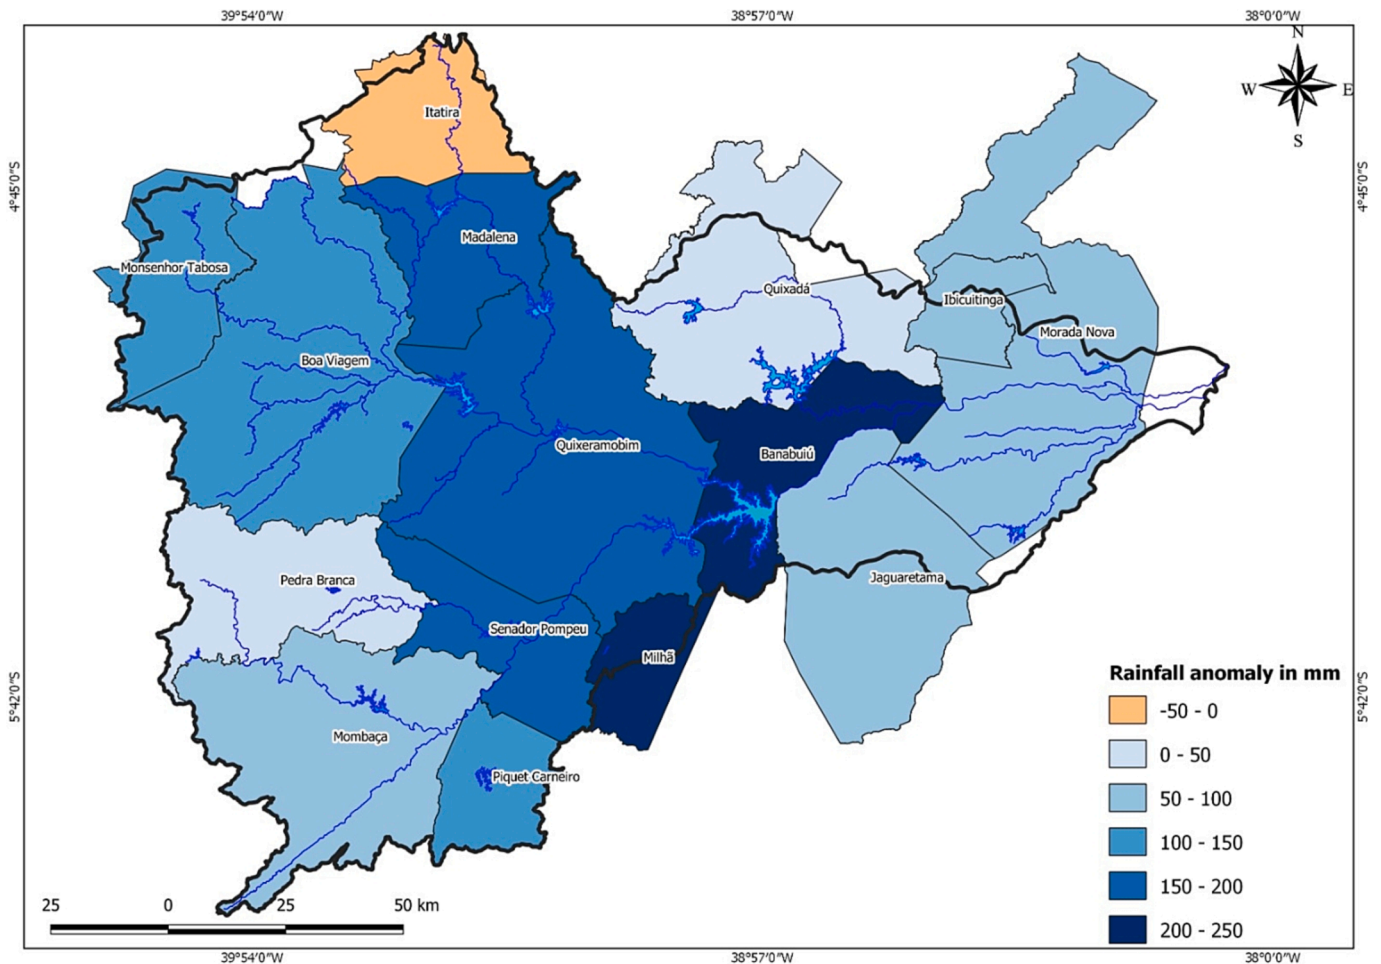 39°54'0"W 38°57'0"W 38°0'0"W
N
W E
S
Itatira
4°45'0"S 4°45'0"S
Madalena
Monsenhor Tabosa
Quixadá
Ibicuitinga
Morada Nova
Boa Viagem
Quixeramobim
Banabuiú
Jaguaretama
Pedra Branca
Senador Pompeu
Milhã
Rainfall anomaly in mm
-50 - 0
5°42'0"S 5°42'0"S
Mombaça
0 - 50
Piquet Carneiro
50 - 100
100 - 150
150 - 200
200 - 250
25 0 25 50 km
39°54'0"W 38°57'0"W 38°0'0"W